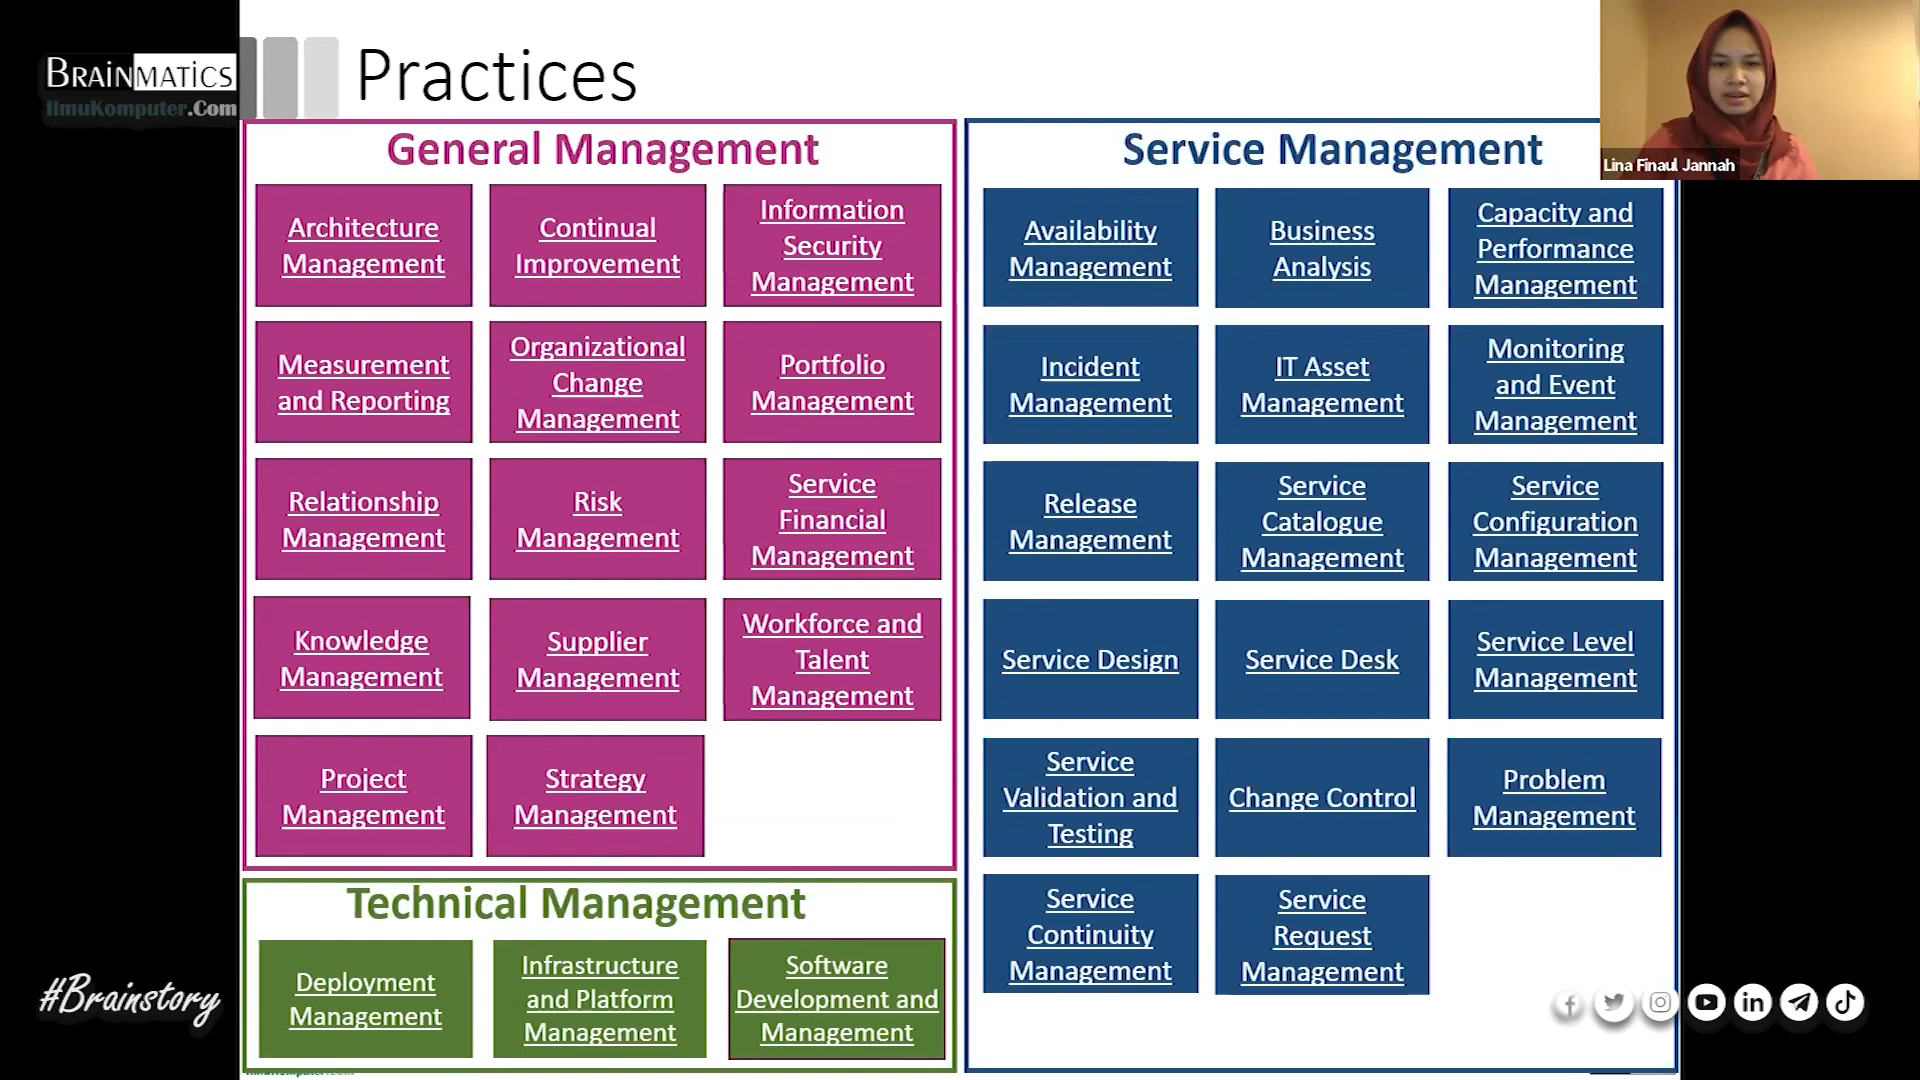 BRAINMATICS
IlmuKomputer.Com
Practices
Lina Finaul Jannah
General Management
Architecture
Management
Continual
Improvement
Information
Security
Management
Measurement
and Reporting
Organizational
Change
Management
Portfolio
Management
Relationship
Management
Risk
Management
Service
Financial
Management
Knowledge
Management
Supplier
Management
Workforce and
Talent
Management
Project
Management
Strategy
Management
Technical Management
Deployment
Management
Infrastructure
and Platform
Management
Software
Development and
Management
Service Management
Availability
Management
Business
Analysis
Capacity and
Performance
Management
Incident
Management
IT Asset
Management
Monitoring
and Event
Management
Release
Management
Service
Catalogue
Management
Service
Configuration
Management
Service Design
Service Desk
Service Level
Management
Service
Validation and
Testing
Change Control
Problem
Management
Service
Continuity
Management
Service
Request
Management
#Brainstory